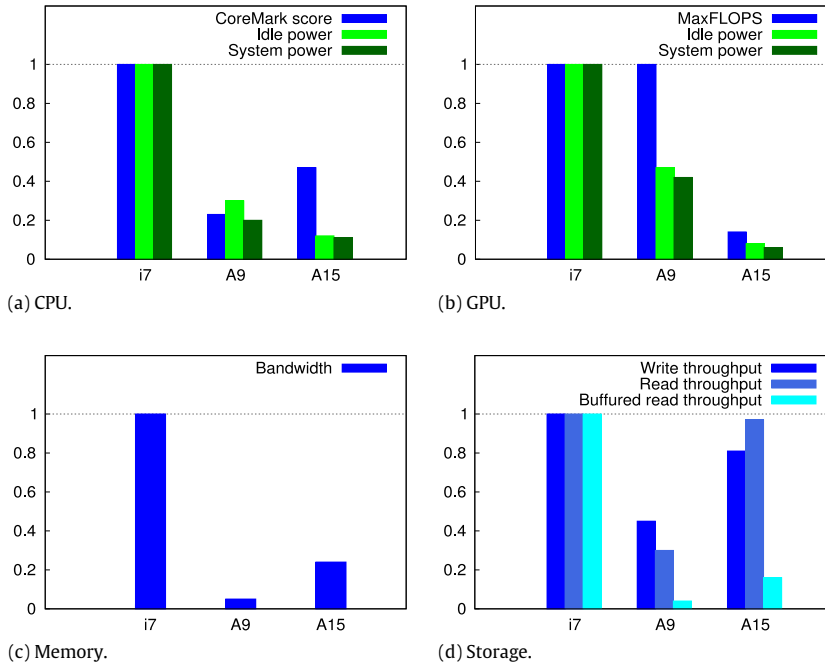 CoreMark score
Idle power
System power
1
0.8
0.6
0.4
0.2
0
i7 A9 A15
(a) CPU.
MaxFLOPS
Idle power
System power
1
0.8
0.6
0.4
0.2
0
i7 A9 A15
(b) GPU.
Bandwidth
1
0.8
0.6
0.4
0.2
0
i7 A9 A15
(c) Memory.
Write throughput
Read throughput
Buffured read throughput
1
0.8
0.6
0.4
0.2
0
i7 A9 A15
(d) Storage.